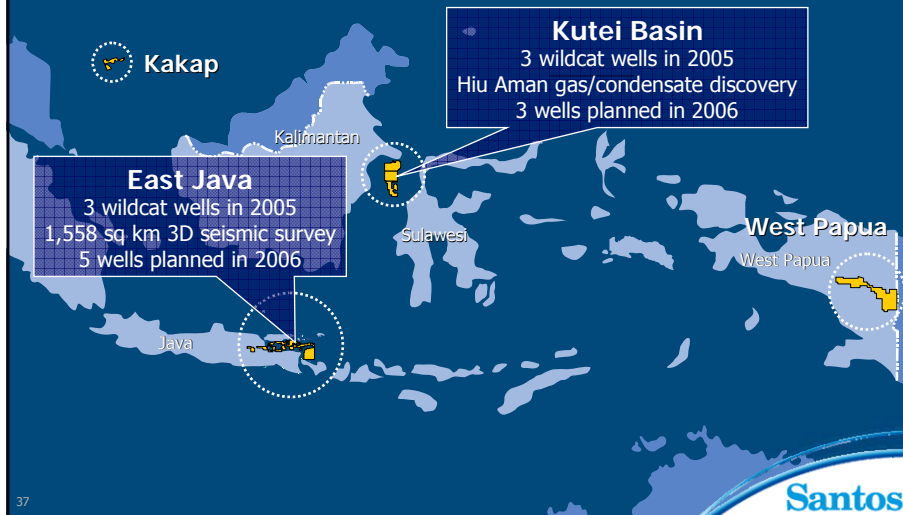 Kutei Basin
3 wildcat wells in 2005
Hiu Aman gas/condensate discovery
3 wells planned in 2006
Kakap
Kalimantan
East Java
3 wildcat wells in 2005
1,558 sq km 3D seismic survey
5 wells planned in 2006
Sulawesi
West Papua
West Papua
Java
37
Santos